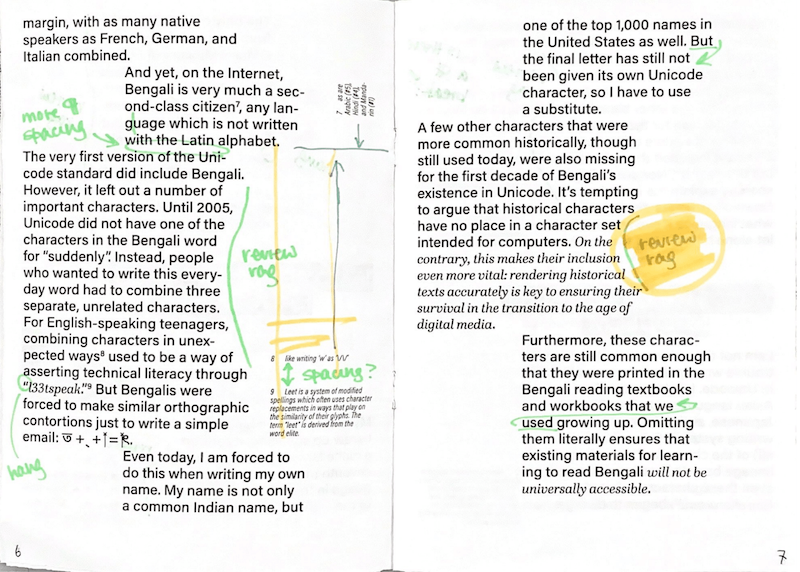 margin, with as many native
speakers as French, German, and
Italian combined.
And yet, on the Internet,
Bengali is very much a sec-
ond-class citizen⁷, any lan-
guage which is not written
with the Latin alphabet.
The very first version of the Uni-
code standard did include Bengali.
However, it left out a number of
important characters. Until 2005,
Unicode did not have one of the
characters in the Bengali word
for “suddenly”. Instead, people
who wanted to write this every-
day word had to combine three
separate, unrelated characters.
For English-speaking teenagers,
combining characters in unex-
pected ways⁸ used to be a way of
asserting technical literacy through
“l33tspeak.”⁹ But Bengalis were
forced to make similar orthographic
contortions just to write a simple
email:
Even today, I am forced to
do this when writing my own
name. My name is not only
a common Indian name, but
more
spacing
hang
7 as are
Arabic (#5),
Hindi (#4),
and Manda-
rin (#1)
review
rag
8 like writing ‘w’ as ‘\/\/’
spacing?
9 Leet is a system of modified
spellings which often uses character
replacements in ways that play on
the similarity of their glyphs. The
term “leet” is derived from the
word elite.
6
one of the top 1,000 names in
the United States as well. But
the final letter has still not
been given its own Unicode
character, so I have to use
a substitute.
A few other characters that were
more common historically, though
still used today, were also missing
for the first decade of Bengali’s
existence in Unicode. It’s tempting
to argue that historical characters
have no place in a character set
intended for computers. On the
contrary, this makes their inclusion
even more vital: rendering historical
texts accurately is key to ensuring their
survival in the transition to the age of
digital media.
review
rag
Furthermore, these charac-
ters are still common enough
that they were printed in the
Bengali reading textbooks
and workbooks that we
used growing up. Omitting
them literally ensures that
existing materials for learn-
ing to read Bengali will not be
universally accessible.
7